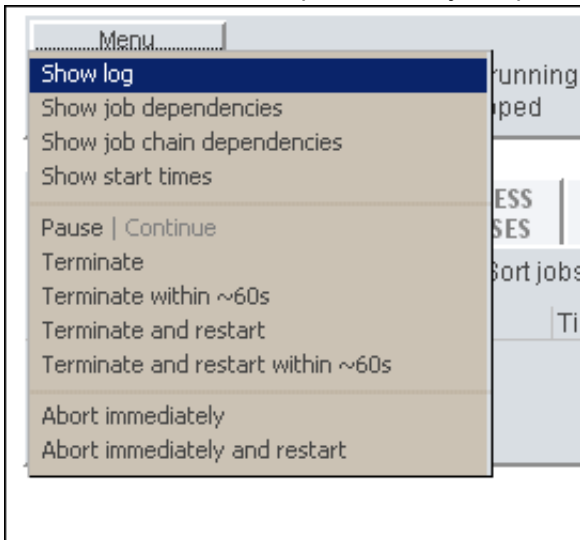 Menu
Show log
running
Show job dependencies
pped
Show job chain dependencies
Show start times
ESS
Pause | Continue
SES
Terminate
Sort jobs
Terminate within ~60s
Terminate and restart
Ti
Terminate and restart within ~60s
Abort immediately
Abort immediately and restart